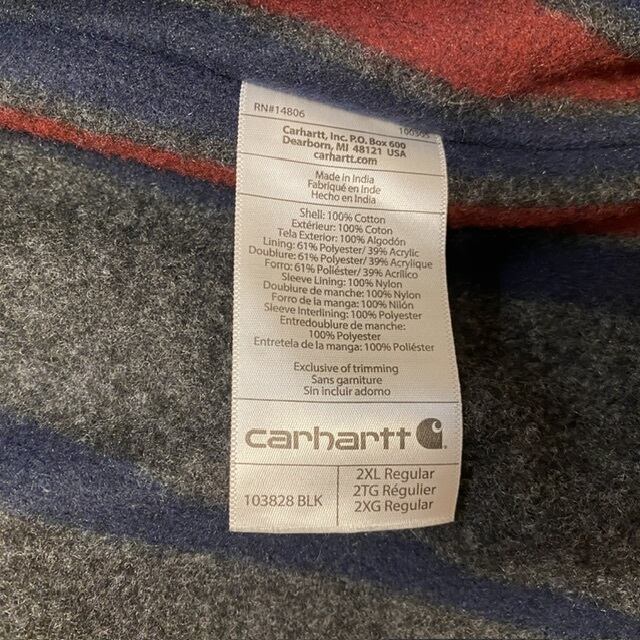 RN#14806
100395
Carhartt, Inc. P.O. Box 600
Dearborn, MI 48121 USA
carhartt.com
Made in India
Fabriqué en Inde
Hecho en India
Shell: 100% Cotton
Extérieur: 100% Coton
Tela Exterior: 100% Algodón
Lining: 61% Polyester/ 39% Acrylic
Doublure: 61% Polyester/ 39% Acrylique
Forro: 61% Poliéster/ 39% Acrílico
Sleeve Lining: 100% Nylon
Doublure de manche: 100% Nylon
Forro de la manga: 100% Nilón
Sleeve Interlining: 100% Polyester
Entredoublure de manche:
100% Polyester
Entretela de la manga: 100% Poliéster
Exclusive of trimming
Sans garniture
Sin incluir adorno
carhartt
103828 BLK
2XL Regular
2TG Régulier
2XG Regular